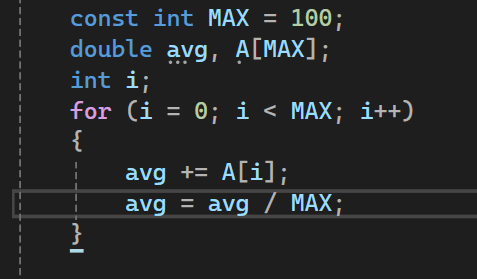 const int MAX = 100;
double avg, A[MAX];
int i;
for (i = 0; i < MAX; i++)
{
avg += A[i];
avg = avg / MAX;
}